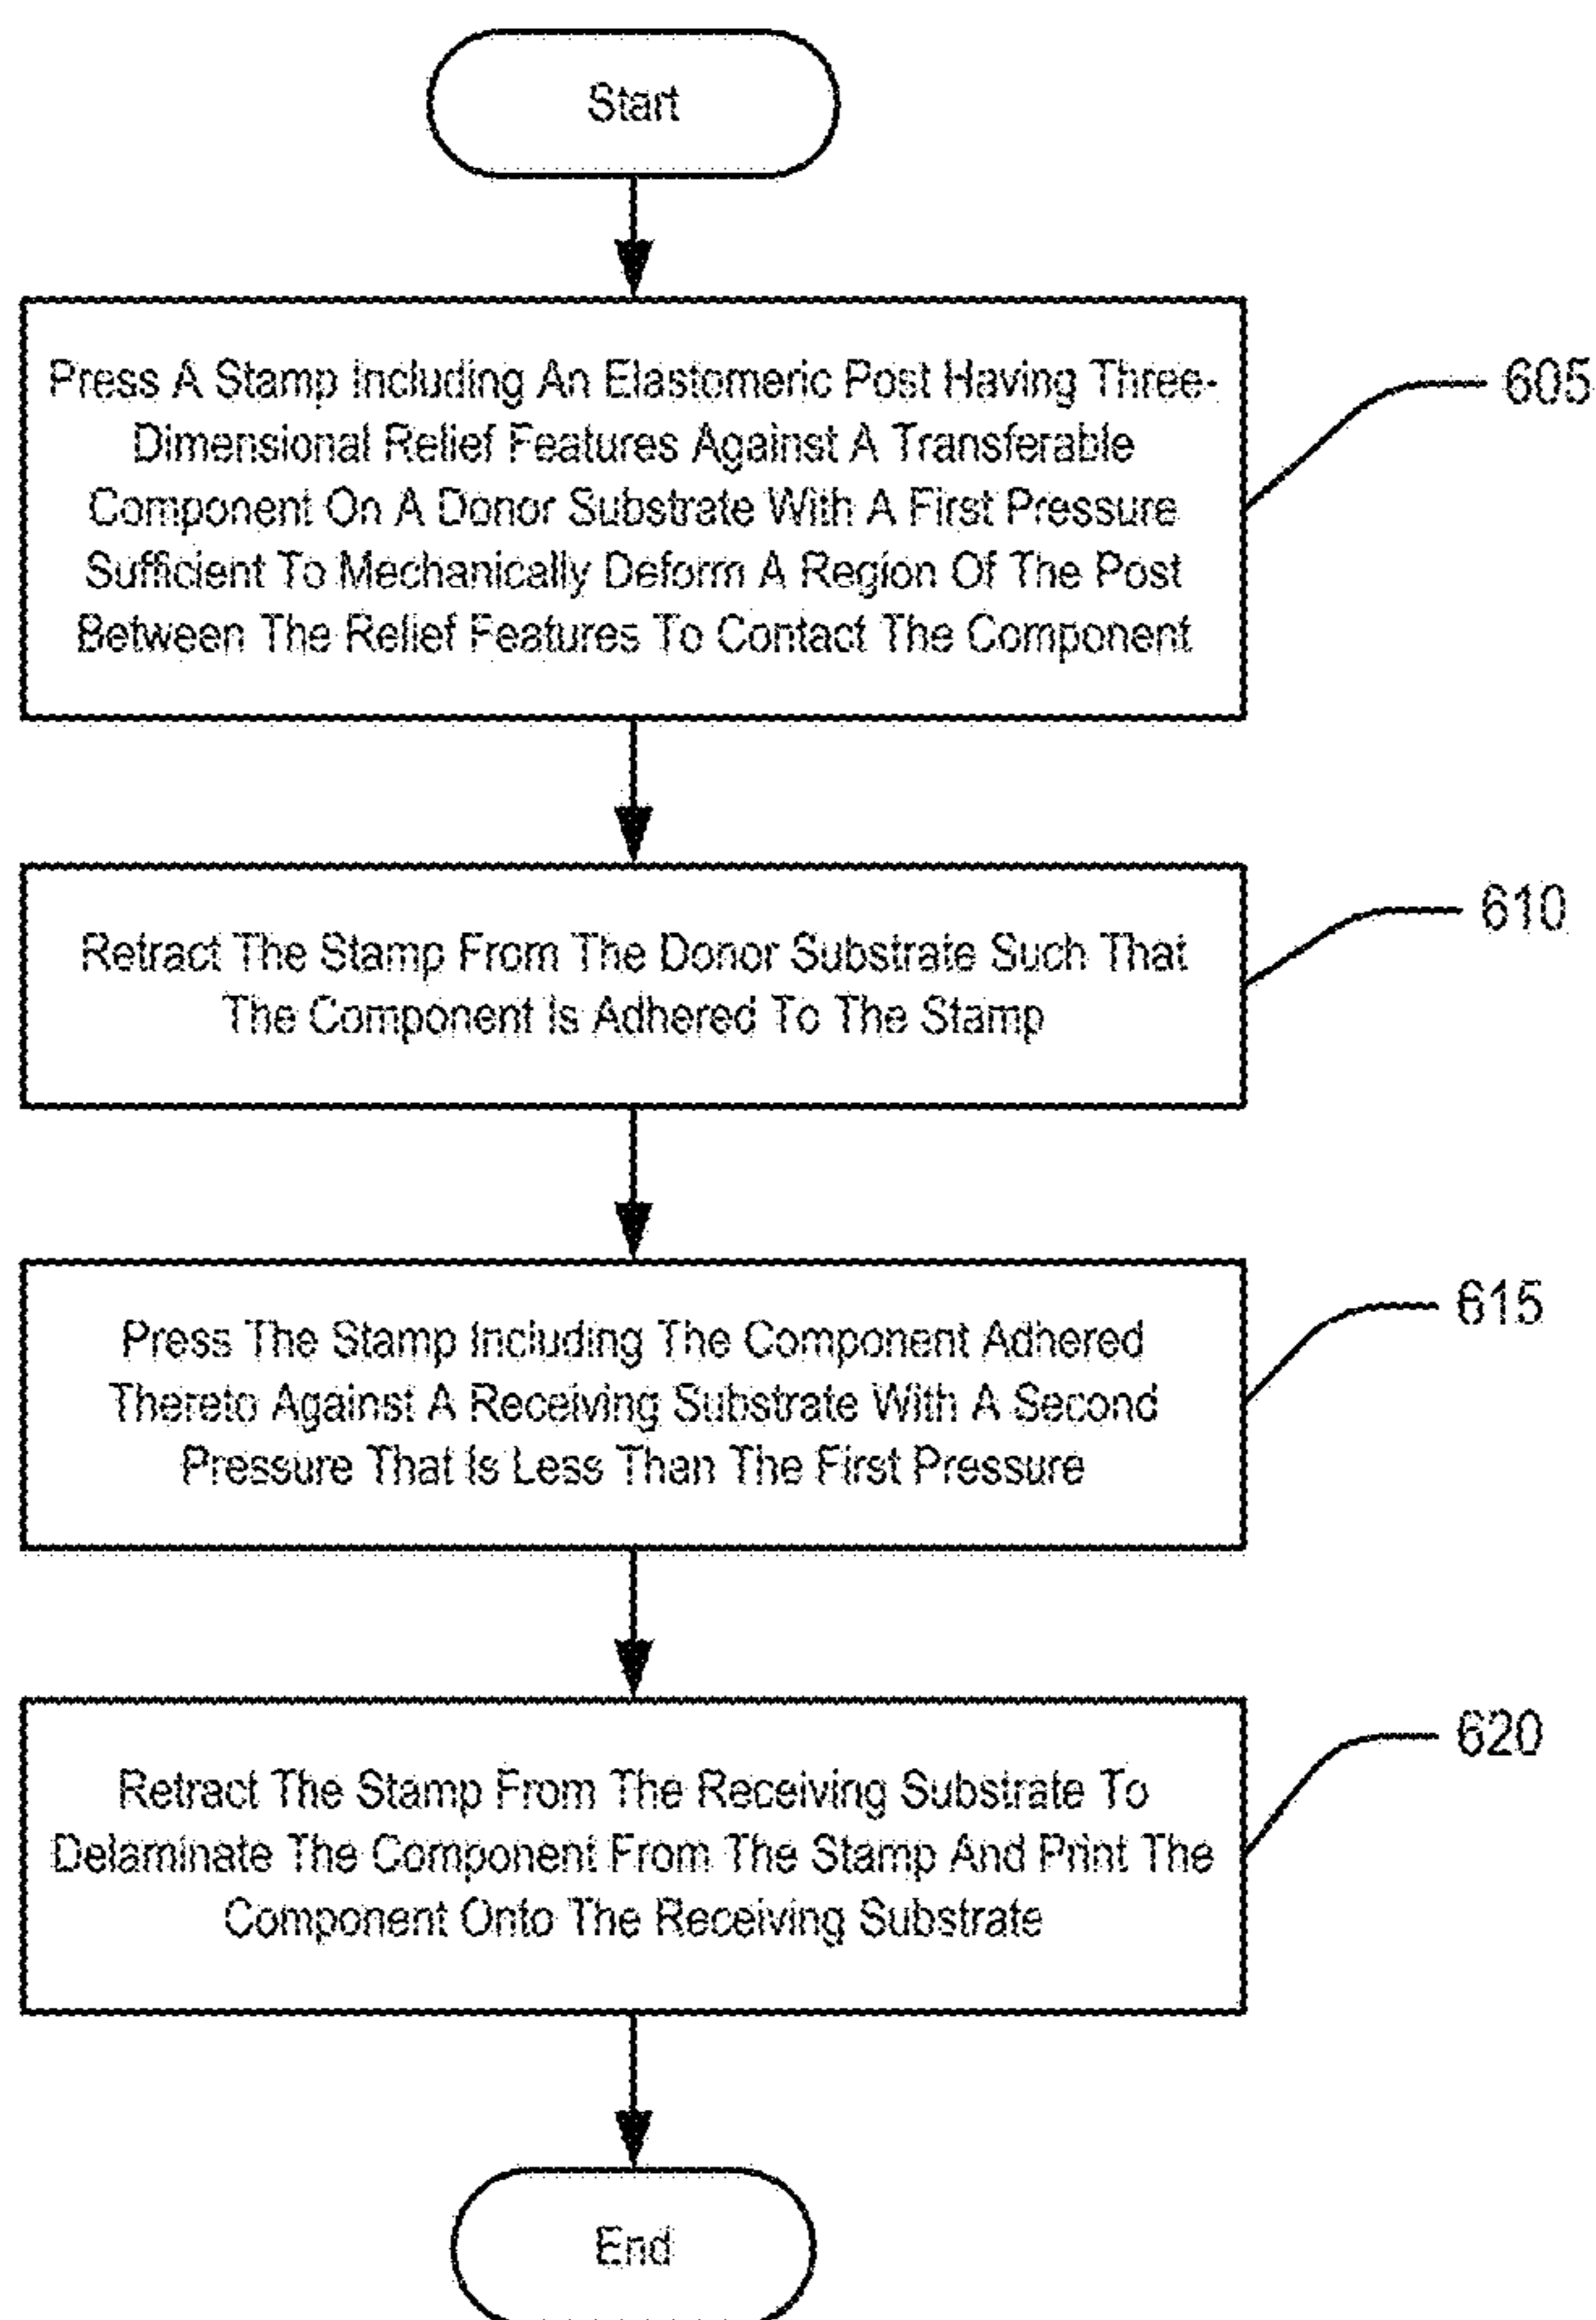 Start
Press A Stamp Including An Elastomeric Post Having Three-
Dimensional Relief Features Against A Transferable
Component On A Donor Substrate With A First Pressure
Sufficient To Mechanically Deform A Region Of The Post
Between The Relief Features To Contact The Component
605
Retract The Stamp From The Donor Substrate Such That
The Component Is Adhered To The Stamp
610
Press The Stamp Including The Component Adhered
Thereto Against A Receiving Substrate With A Second
Pressure That Is Less Than The First Pressure
615
Retract The Stamp From The Receiving Substrate To
Delaminate The Component From The Stamp And Print The
Component Onto The Receiving Substrate
620
End